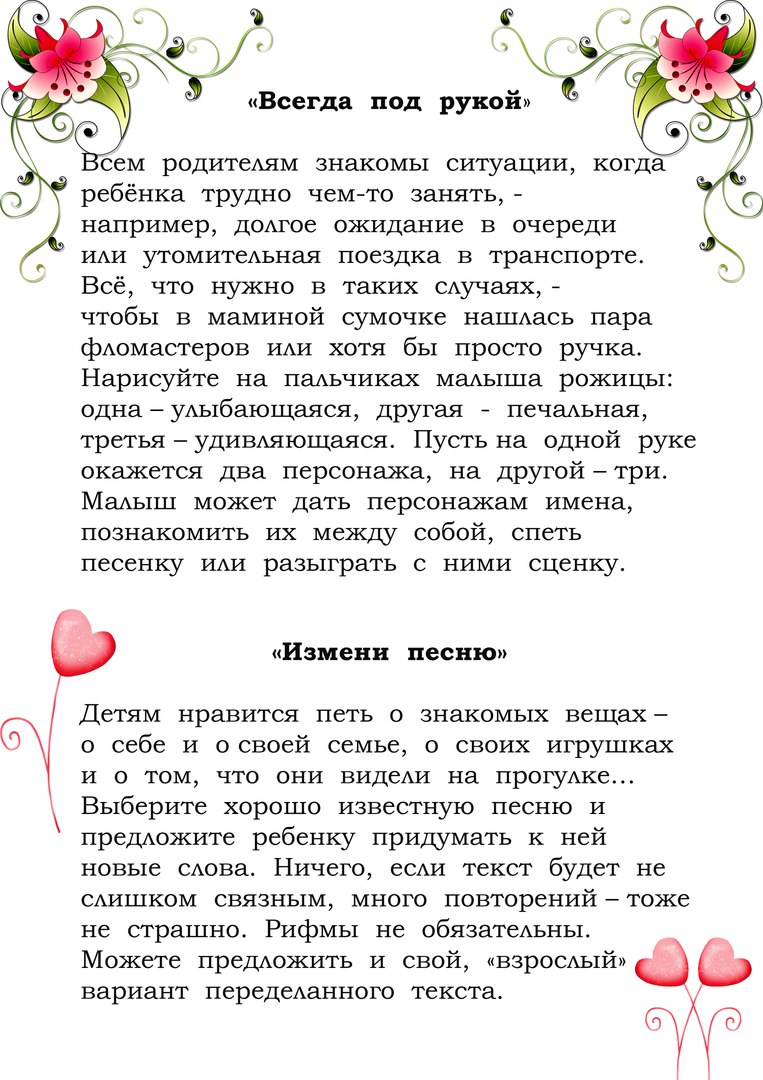 «Всегда под рукой»
Всем родителям знакомы ситуации, когда
ребёнка трудно чем-то занять, -
например, долгое ожидание в очереди
или утомительная поездка в транспорте.
Всё, что нужно в таких случаях, -
чтобы в маминой сумочке нашлась пара
фломастеров или хотя бы просто ручка.
Нарисуйте на пальчиках малыша рожицы:
одна – улыбающаяся, другая - печальная,
третья – удивляющаяся. Пусть на одной руке
окажется два персонажа, на другой – три.
Малыш может дать персонажам имена,
познакомить их между собой, спеть
песенку или разыграть с ними сценку.
«Измени песню»
Детям нравится петь о знакомых вещах –
о себе и о своей семье, о своих игрушках
и о том, что они видели на прогулке...
Выберите хорошо известную песню и
предложите ребенку придумать к ней
новые слова. Ничего, если текст будет не
слишком связным, много повторений – тоже
не страшно. Рифмы не обязательны.
Можете предложить и свой, «взрослый»
вариант переделанного текста.